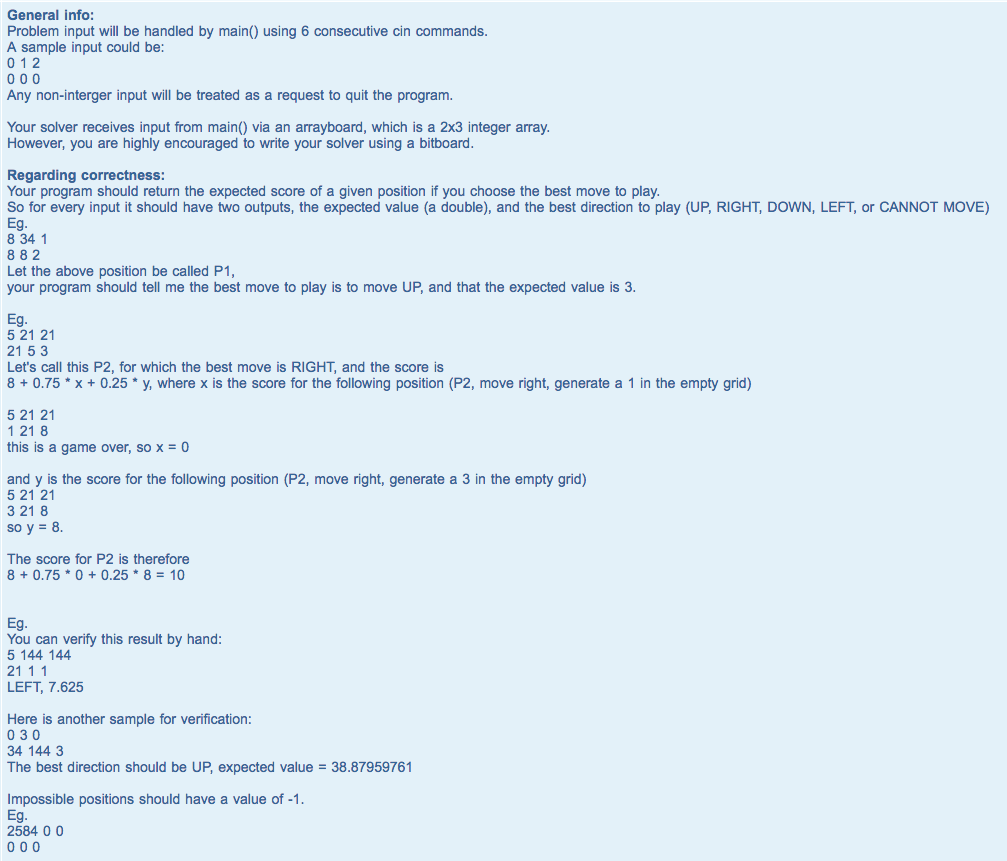 General info:
Problem input will be handled by main() using 6 consecutive cin commands.
A sample input could be:
0 1 2
0 0 0
Any non-interger input will be treated as a request to quit the program.
Your solver receives input from main() via an arrayboard, which is a 2x3 integer array.
However, you are highly encouraged to write your solver using a bitboard.
Regarding correctness:
Your program should return the expected score of a given position if you choose the best move to play.
So for every input it should have two outputs, the expected value (a double), and the best direction to play (UP, RIGHT, DOWN, LEFT, or CANNOT MOVE)
Eg.
8 34 1
8 8 2
Let the above position be called P1,
your program should tell me the best move to play is to move UP, and that the expected value is 3.
Eg.
5 21 21
21 5 3
Let's call this P2, for which the best move is RIGHT, and the score is
8 + 0.75 * x + 0.25 * y, where x is the score for the following position (P2, move right, generate a 1 in the empty grid)
5 21 21
1 21 8
this is a game over, so x = 0
and y is the score for the following position (P2, move right, generate a 3 in the empty grid)
5 21 21
3 21 8
so y = 8.
The score for P2 is therefore
8 + 0.75 * 0 + 0.25 * 8 = 10
Eg.
You can verify this result by hand:
5 144 144
21 1 1
LEFT, 7.625
Here is another sample for verification:
0 3 0
34 144 3
The best direction should be UP, expected value = 38.87959761
Impossible positions should have a value of -1.
Eg.
2584 0 0
0 0 0